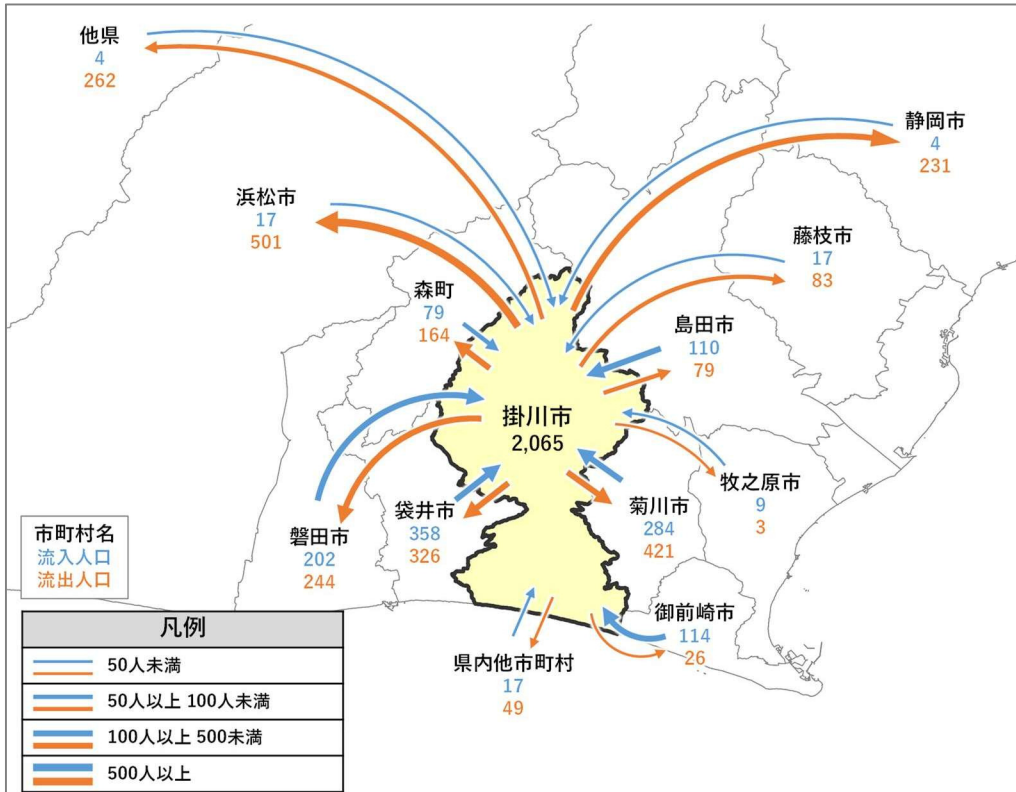 他県
4
262
静岡市
4
231
浜松市
17
501
藤枝市
17
83
森町
79
164
島田市
110
79
掛川市
2,065
牧之原市
9
3
袋井市
358
326
菊川市
284
421
磐田市
202
244
御前崎市
114
26
県内他市町村
17
49
市町村名
流入人口
流出人口
凡例
50人未満
50人以上 100人未満
100人以上 500未満
500人以上